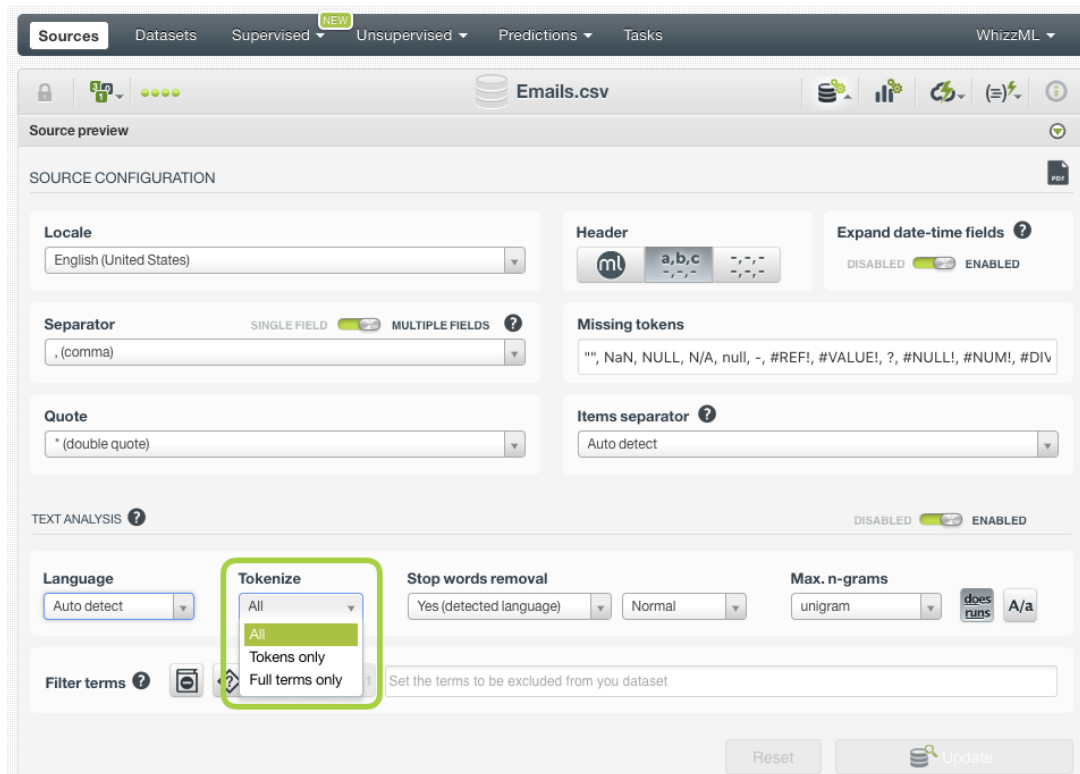 NEW
Sources Datasets Supervised Unsupervised Predictions Tasks WhizzML
Emails.csv
Source preview
SOURCE CONFIGURATION
PDF
Locale
English (United States)
Header
ml
a,b,c
-,-,-
-,-,-
-,-,-
Expand date-time fields ?
DISABLED ENABLED
Separator SINGLE FIELD MULTIPLE FIELDS ?
, (comma)
Missing tokens
"", NaN, NULL, N/A, null, -, #REF!, #VALUE!, ?, #NULL!, #NUM!, #DIV
Quote
" (double quote)
Items separator ?
Auto detect
TEXT ANALYSIS ?
DISABLED ENABLED
Language
Auto detect
Tokenize
All
All
Tokens only
Full terms only
Stop words removal
Yes (detected language) Normal
Max. n-grams
unigram
does
runs
A/a
Filter terms ?
Set the terms to be excluded from you dataset
Reset Update